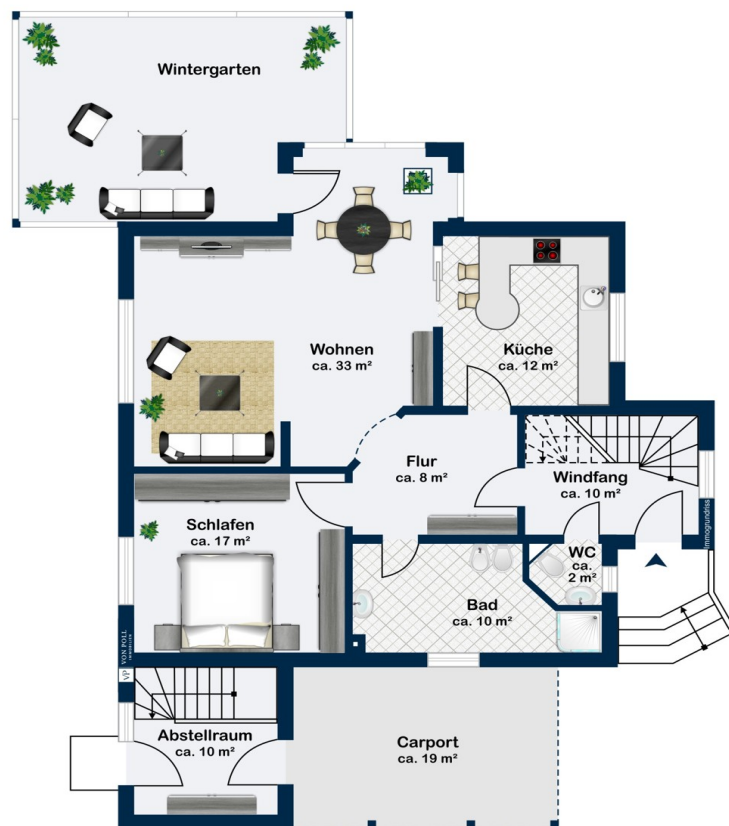 Wintergarten
Wohnen
ca. 33 m²
Küche
ca. 12 m²
Flur
ca. 8 m²
Windfang
ca. 10 m²
Immogrundriss
Schlafen
ca. 17 m²
WC
ca.
2 m²
Bad
ca. 10 m²
VP VON POLL
IMMOBILIEN
Abstellraum
ca. 10 m²
Carport
ca. 19 m²